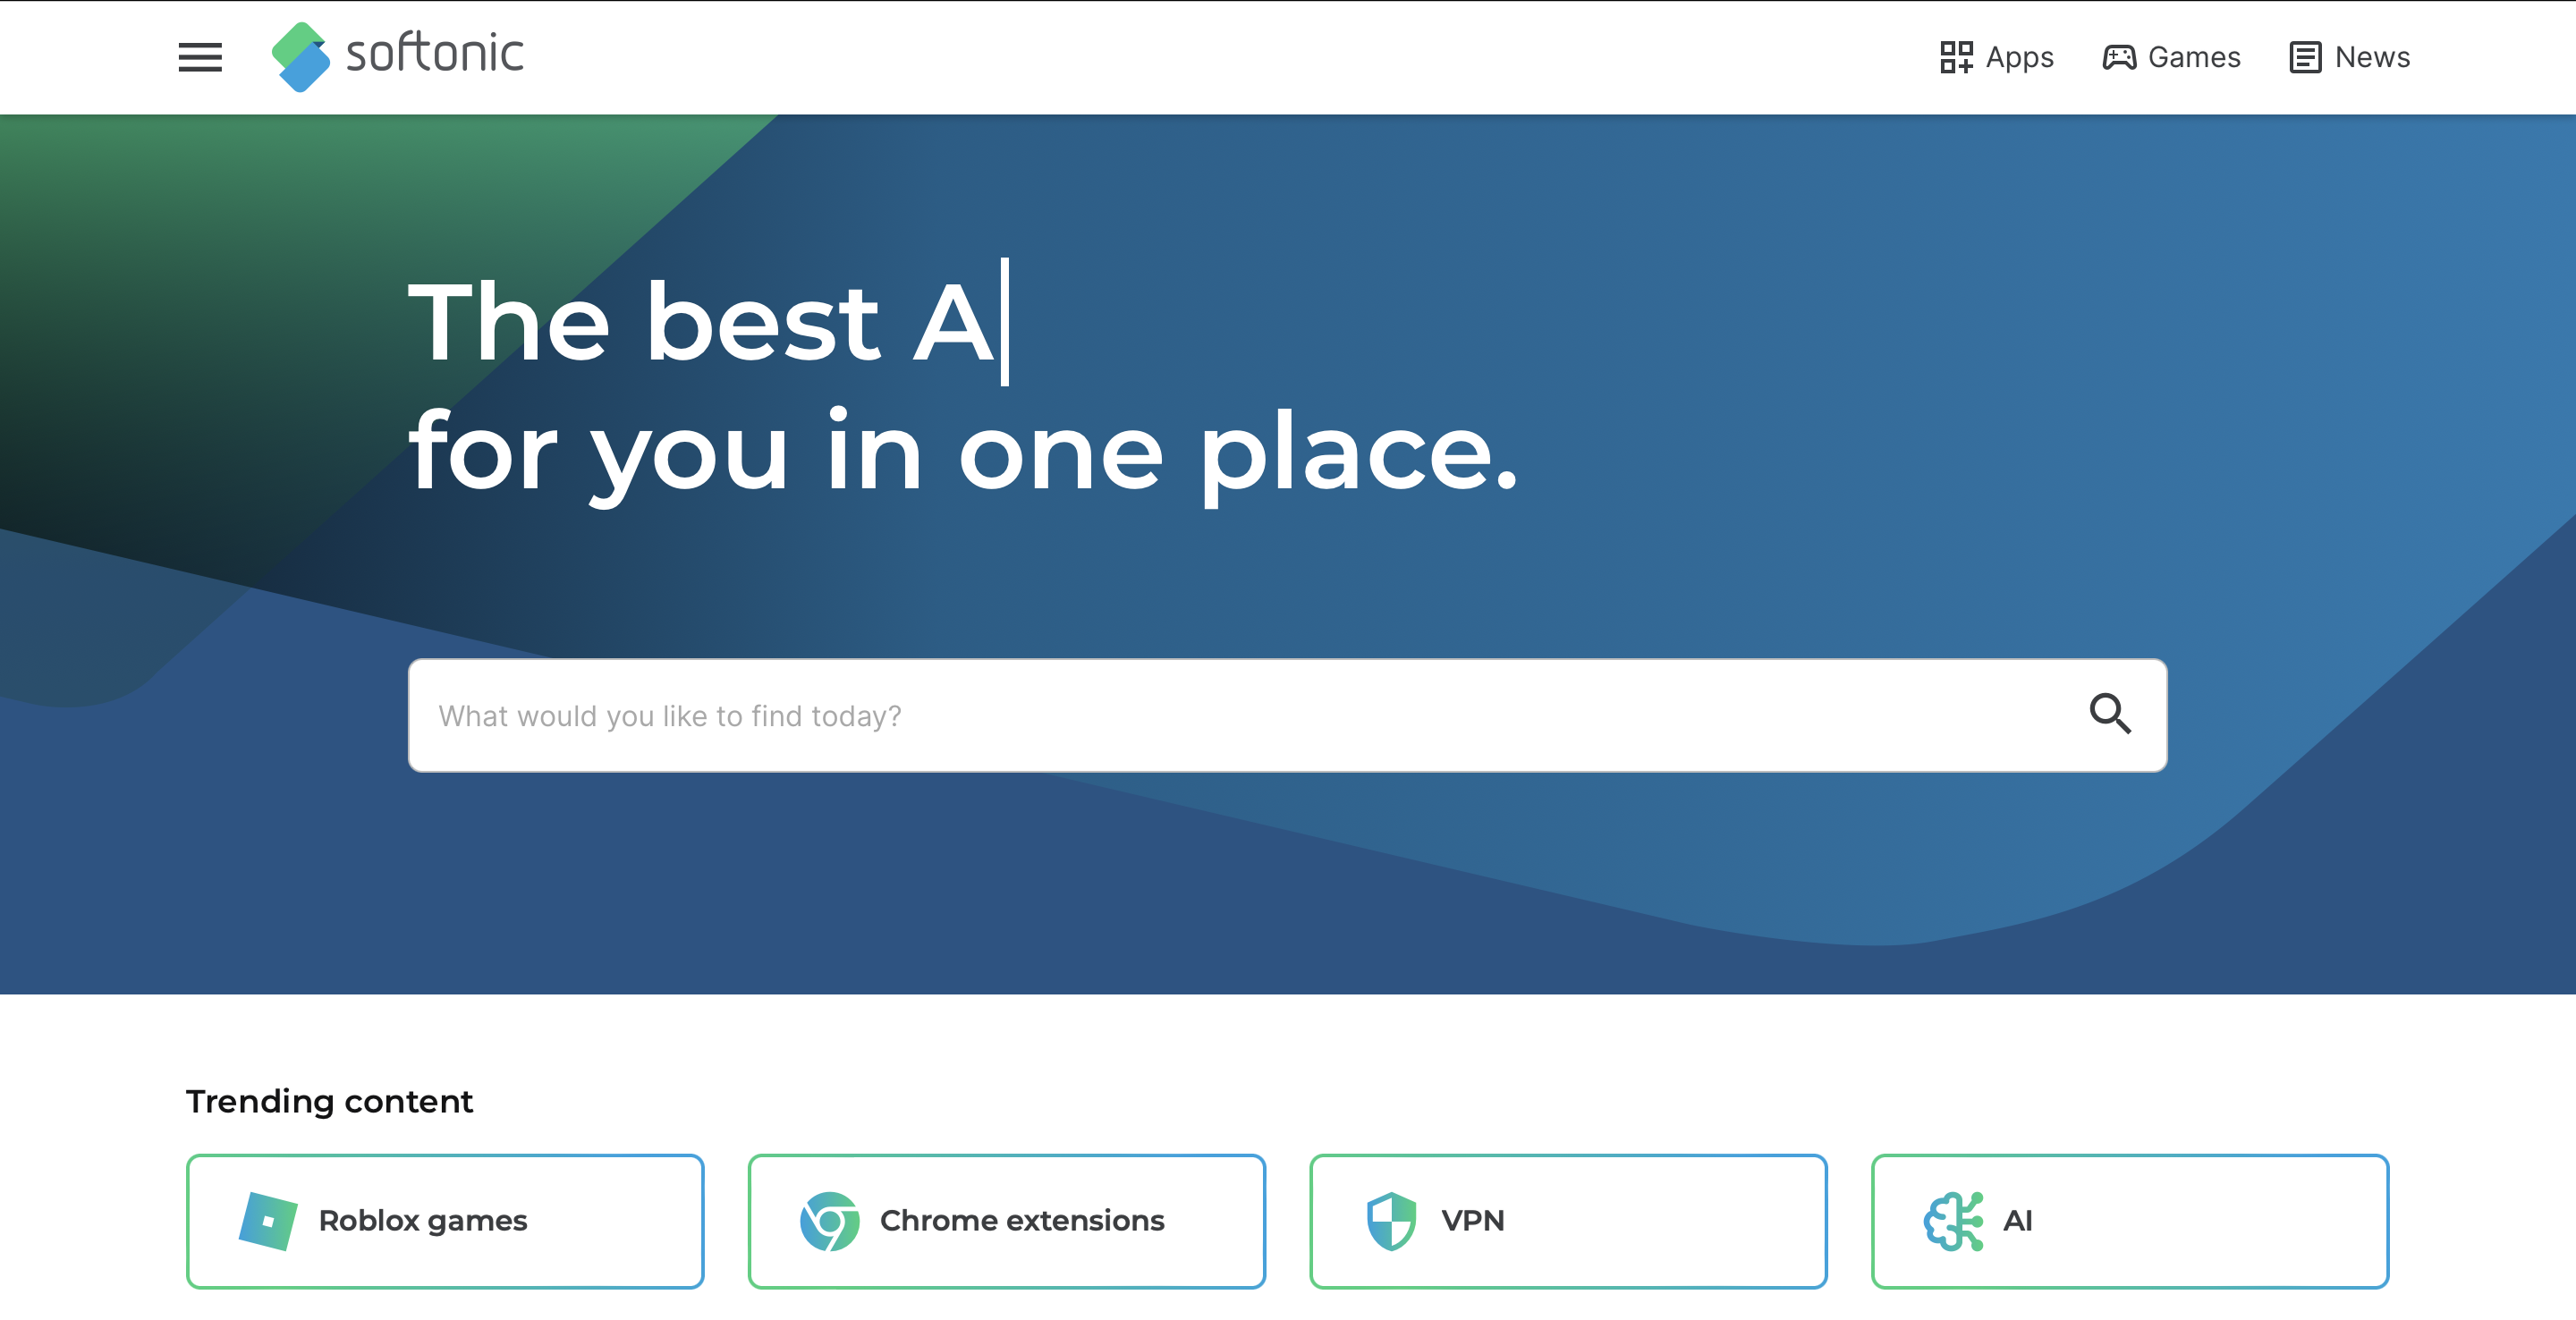 softonic
Apps Games News
The best A
for you in one place.
What would you like to find today?
Trending content
Roblox games
Chrome extensions
VPN
AI